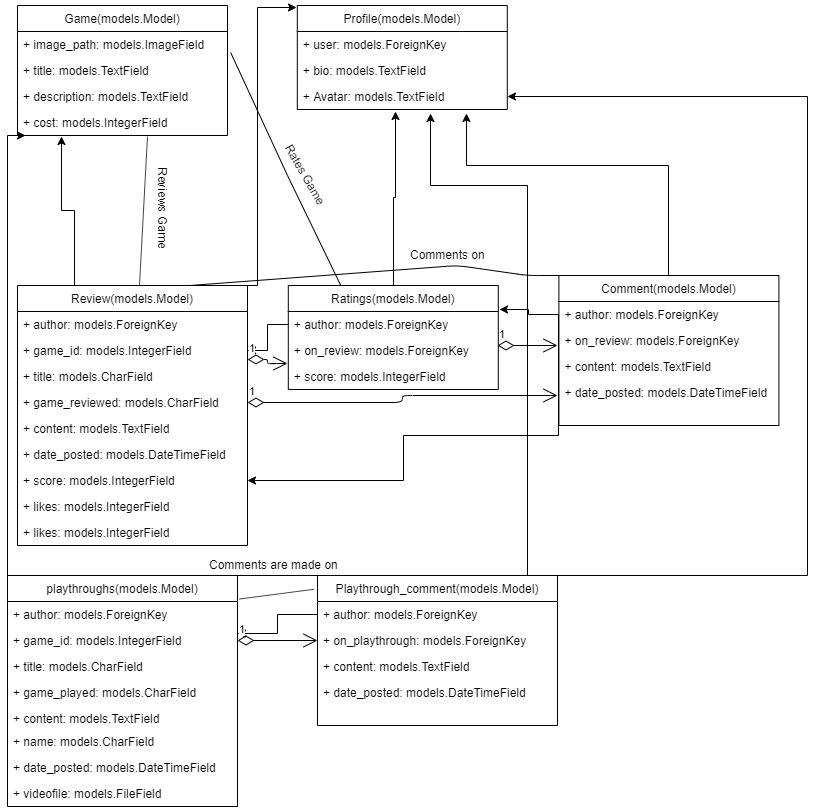 Game(models.Model)
+ image_path: models.ImageField
+ title: models.TextField
+ description: models.TextField
+ cost: models.IntegerField
Profile(models.Model)
+ user: models.ForeignKey
+ bio: models.TextField
+ Avatar: models.TextField
Reviews Game
Rates Game
Comments on
Review(models.Model)
+ author: models.ForeignKey
+ game_id: models.IntegerField
+ title: models.CharField
+ game_reviewed: models.CharField
+ content: models.TextField
+ date_posted: models.DateTimeField
+ score: models.IntegerField
+ likes: models.IntegerField
+ likes: models.IntegerField
1
1
Ratings(models.Model)
+ author: models.ForeignKey
+ on_review: models.ForeignKey
+ score: models.IntegerField
1
Comment(models.Model)
+ author: models.ForeignKey
+ on_review: models.ForeignKey
content: models.TextField
+ date_posted: models.DateTimeField
Comments are made on
playthroughs(models.Model)
+ author: models.ForeignKey
+ game_id: models.IntegerField
+ title: models.CharField
+ game_played: models.CharField
+ content: models.TextField
+ name: models.CharField
+ date_posted: models.DateTimeField
+ videofile: models.FileField
1
Playthrough_comment(models.Model)
+ author: models.ForeignKey
+ on_playthrough: models.ForeignKey
+ content: models.TextField
+ date_posted: models.DateTimeField